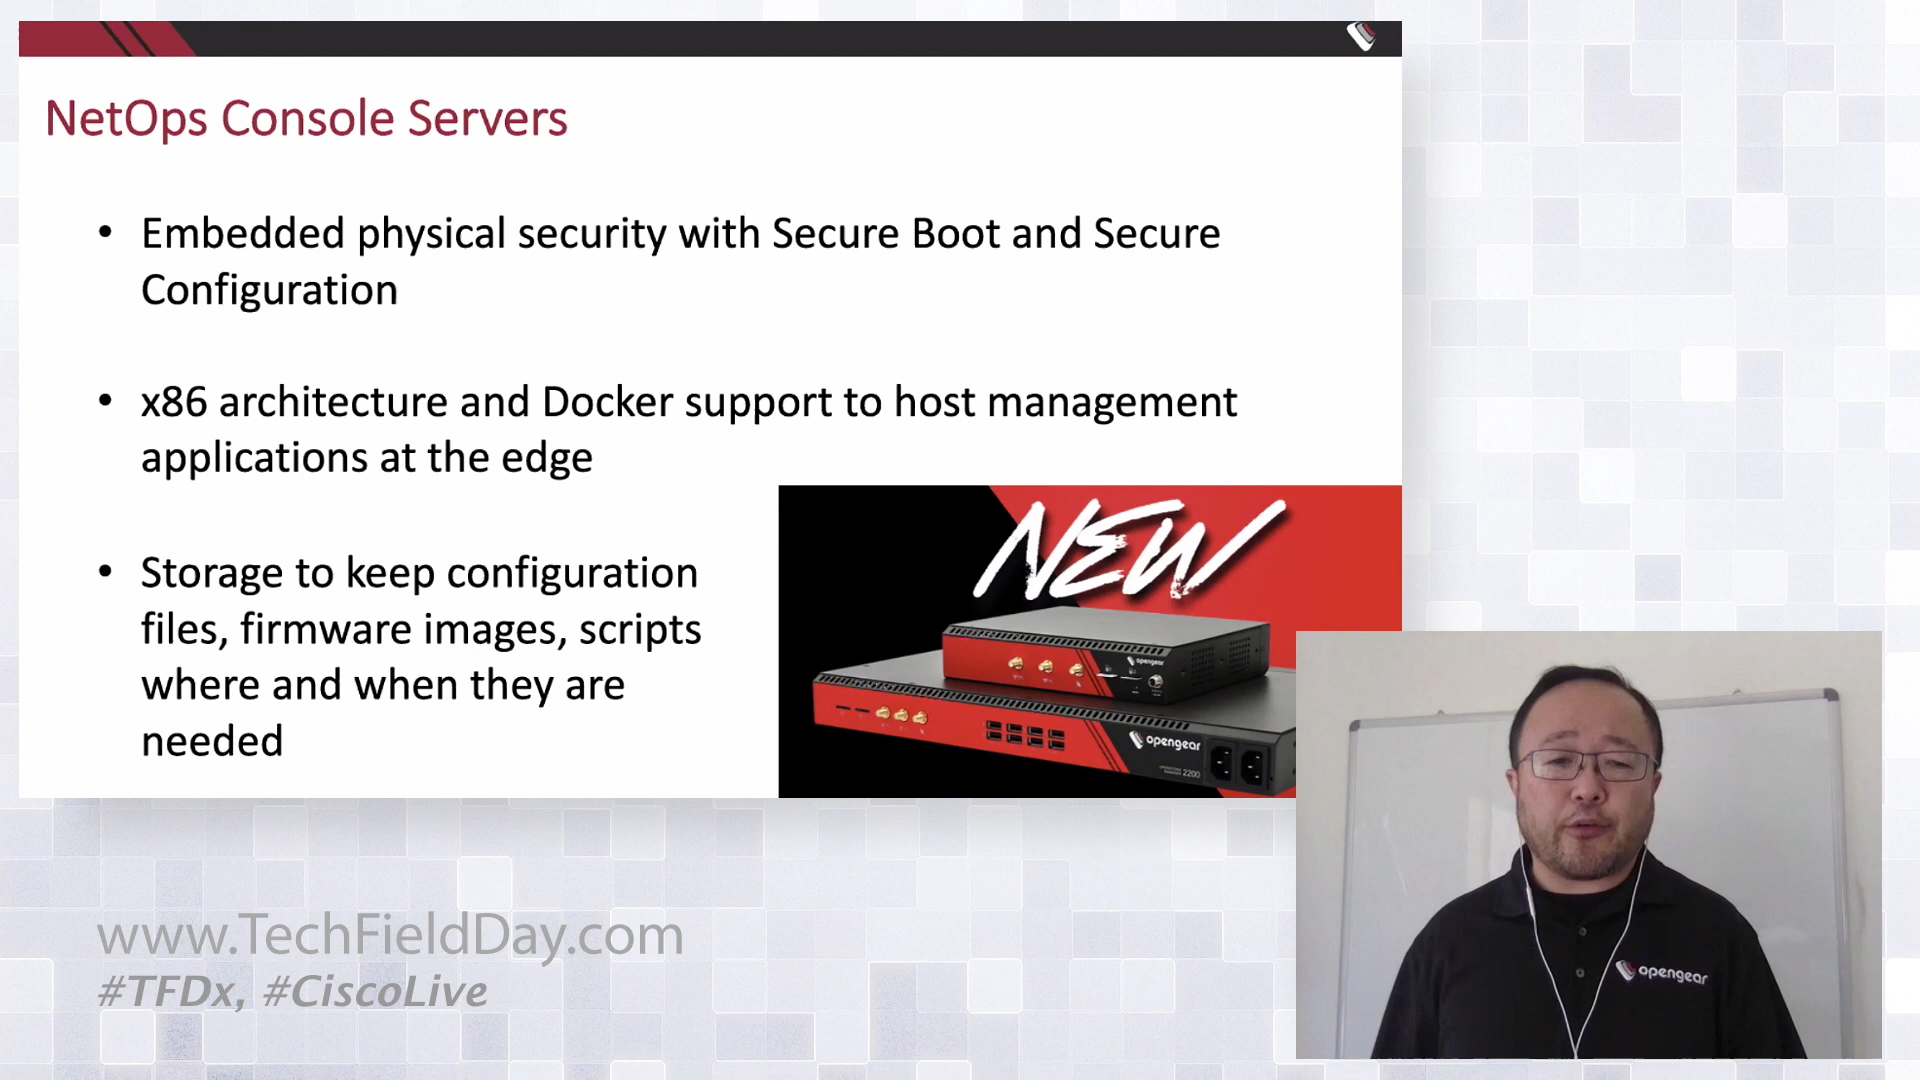 NetOps Console Servers
• Embedded physical security with Secure Boot and Secure
Configuration
• x86 architecture and Docker support to host management
applications at the edge
• Storage to keep configuration
files, firmware images, scripts
where and when they are
needed
NEW
opengear
opengear
2200
opengear
www.TechFieldDay.com
#TFDx, #CiscoLive